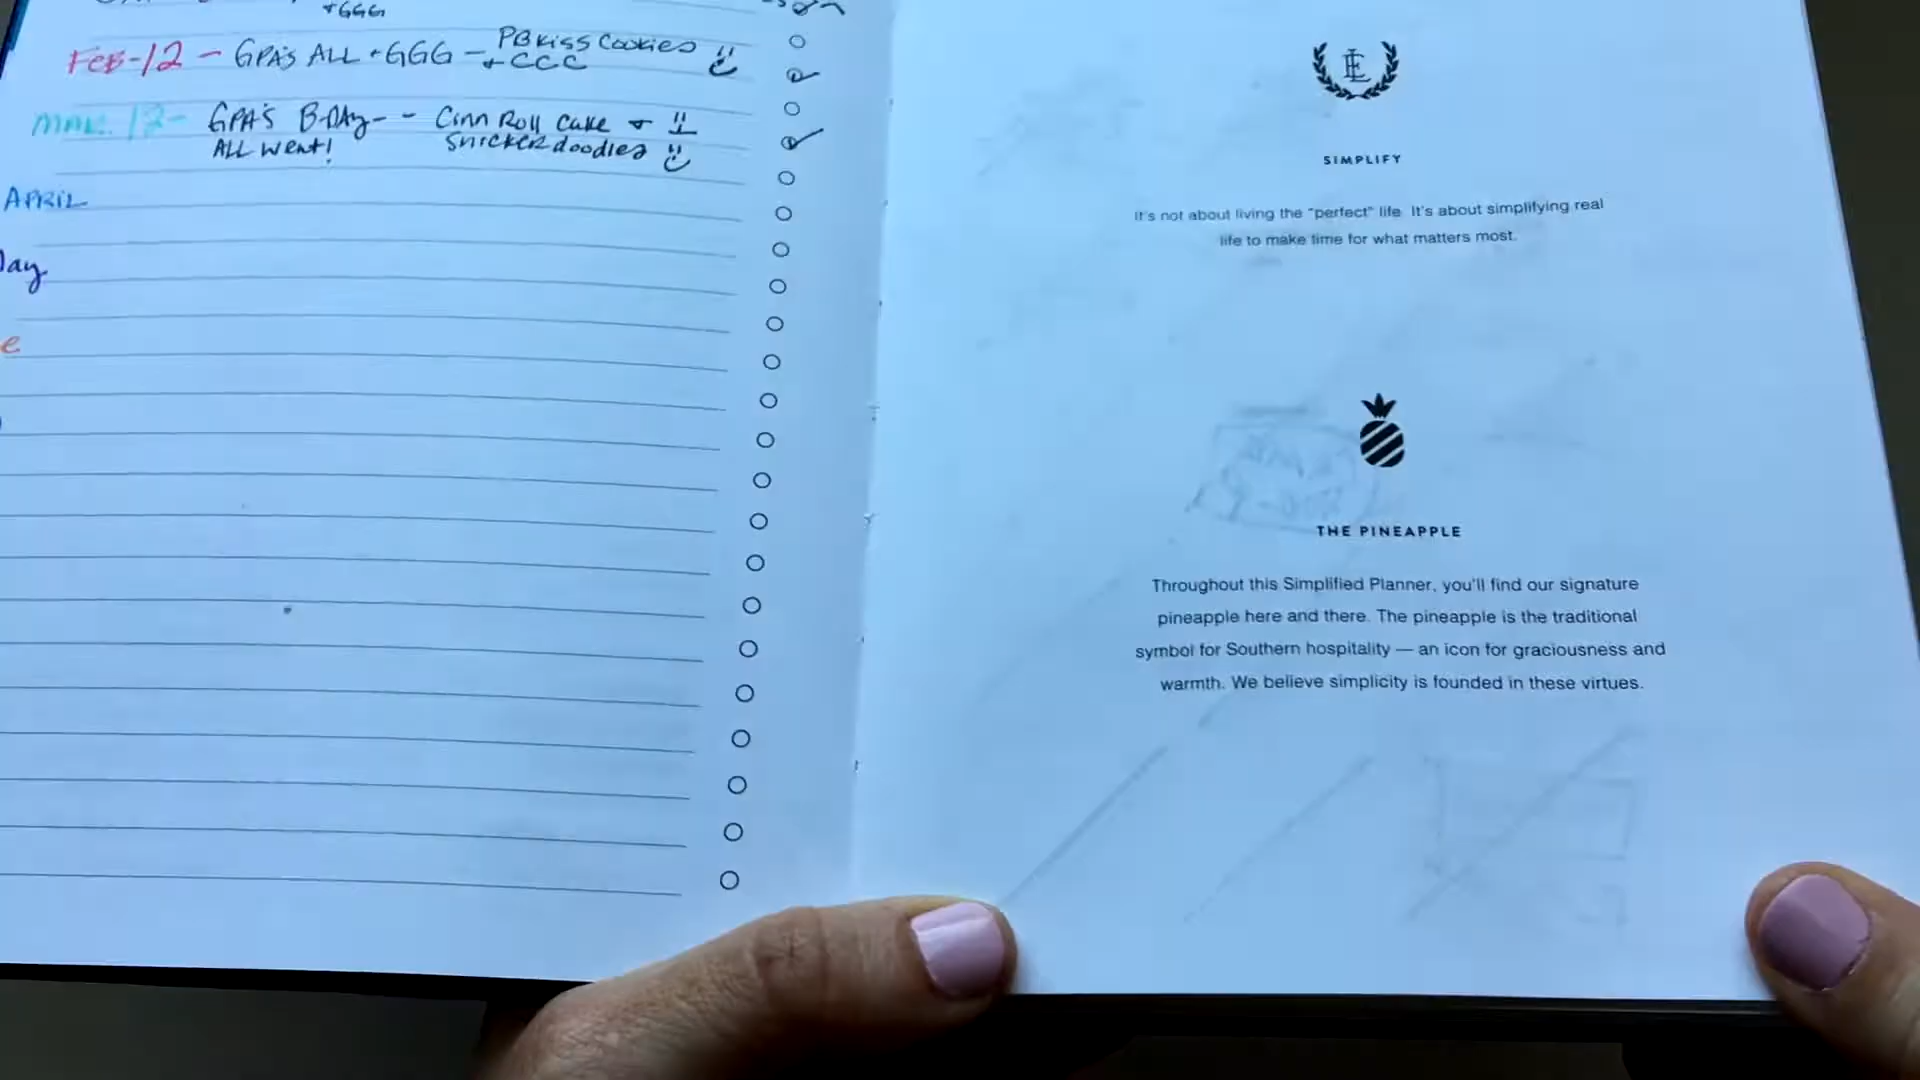 +GGG
FEB-12 - GPA'S ALL + GGG - PB KISS COOKIES
+ CCC
MAR. 12- GPA'S B-DAY-- CINN ROLL CAKE +
ALL WENT! SNICKERDOODLES
APRIL
EL
SIMPLIFY
It's not about living the "perfect" life. It's about simplifying real
life to make time for what matters most.
THE PINEAPPLE
Throughout this Simplified Planner, you'll find our signature
pineapple here and there. The pineapple is the traditional
symbol for Southern hospitality — an icon for graciousness and
warmth. We believe simplicity is founded in these virtues.